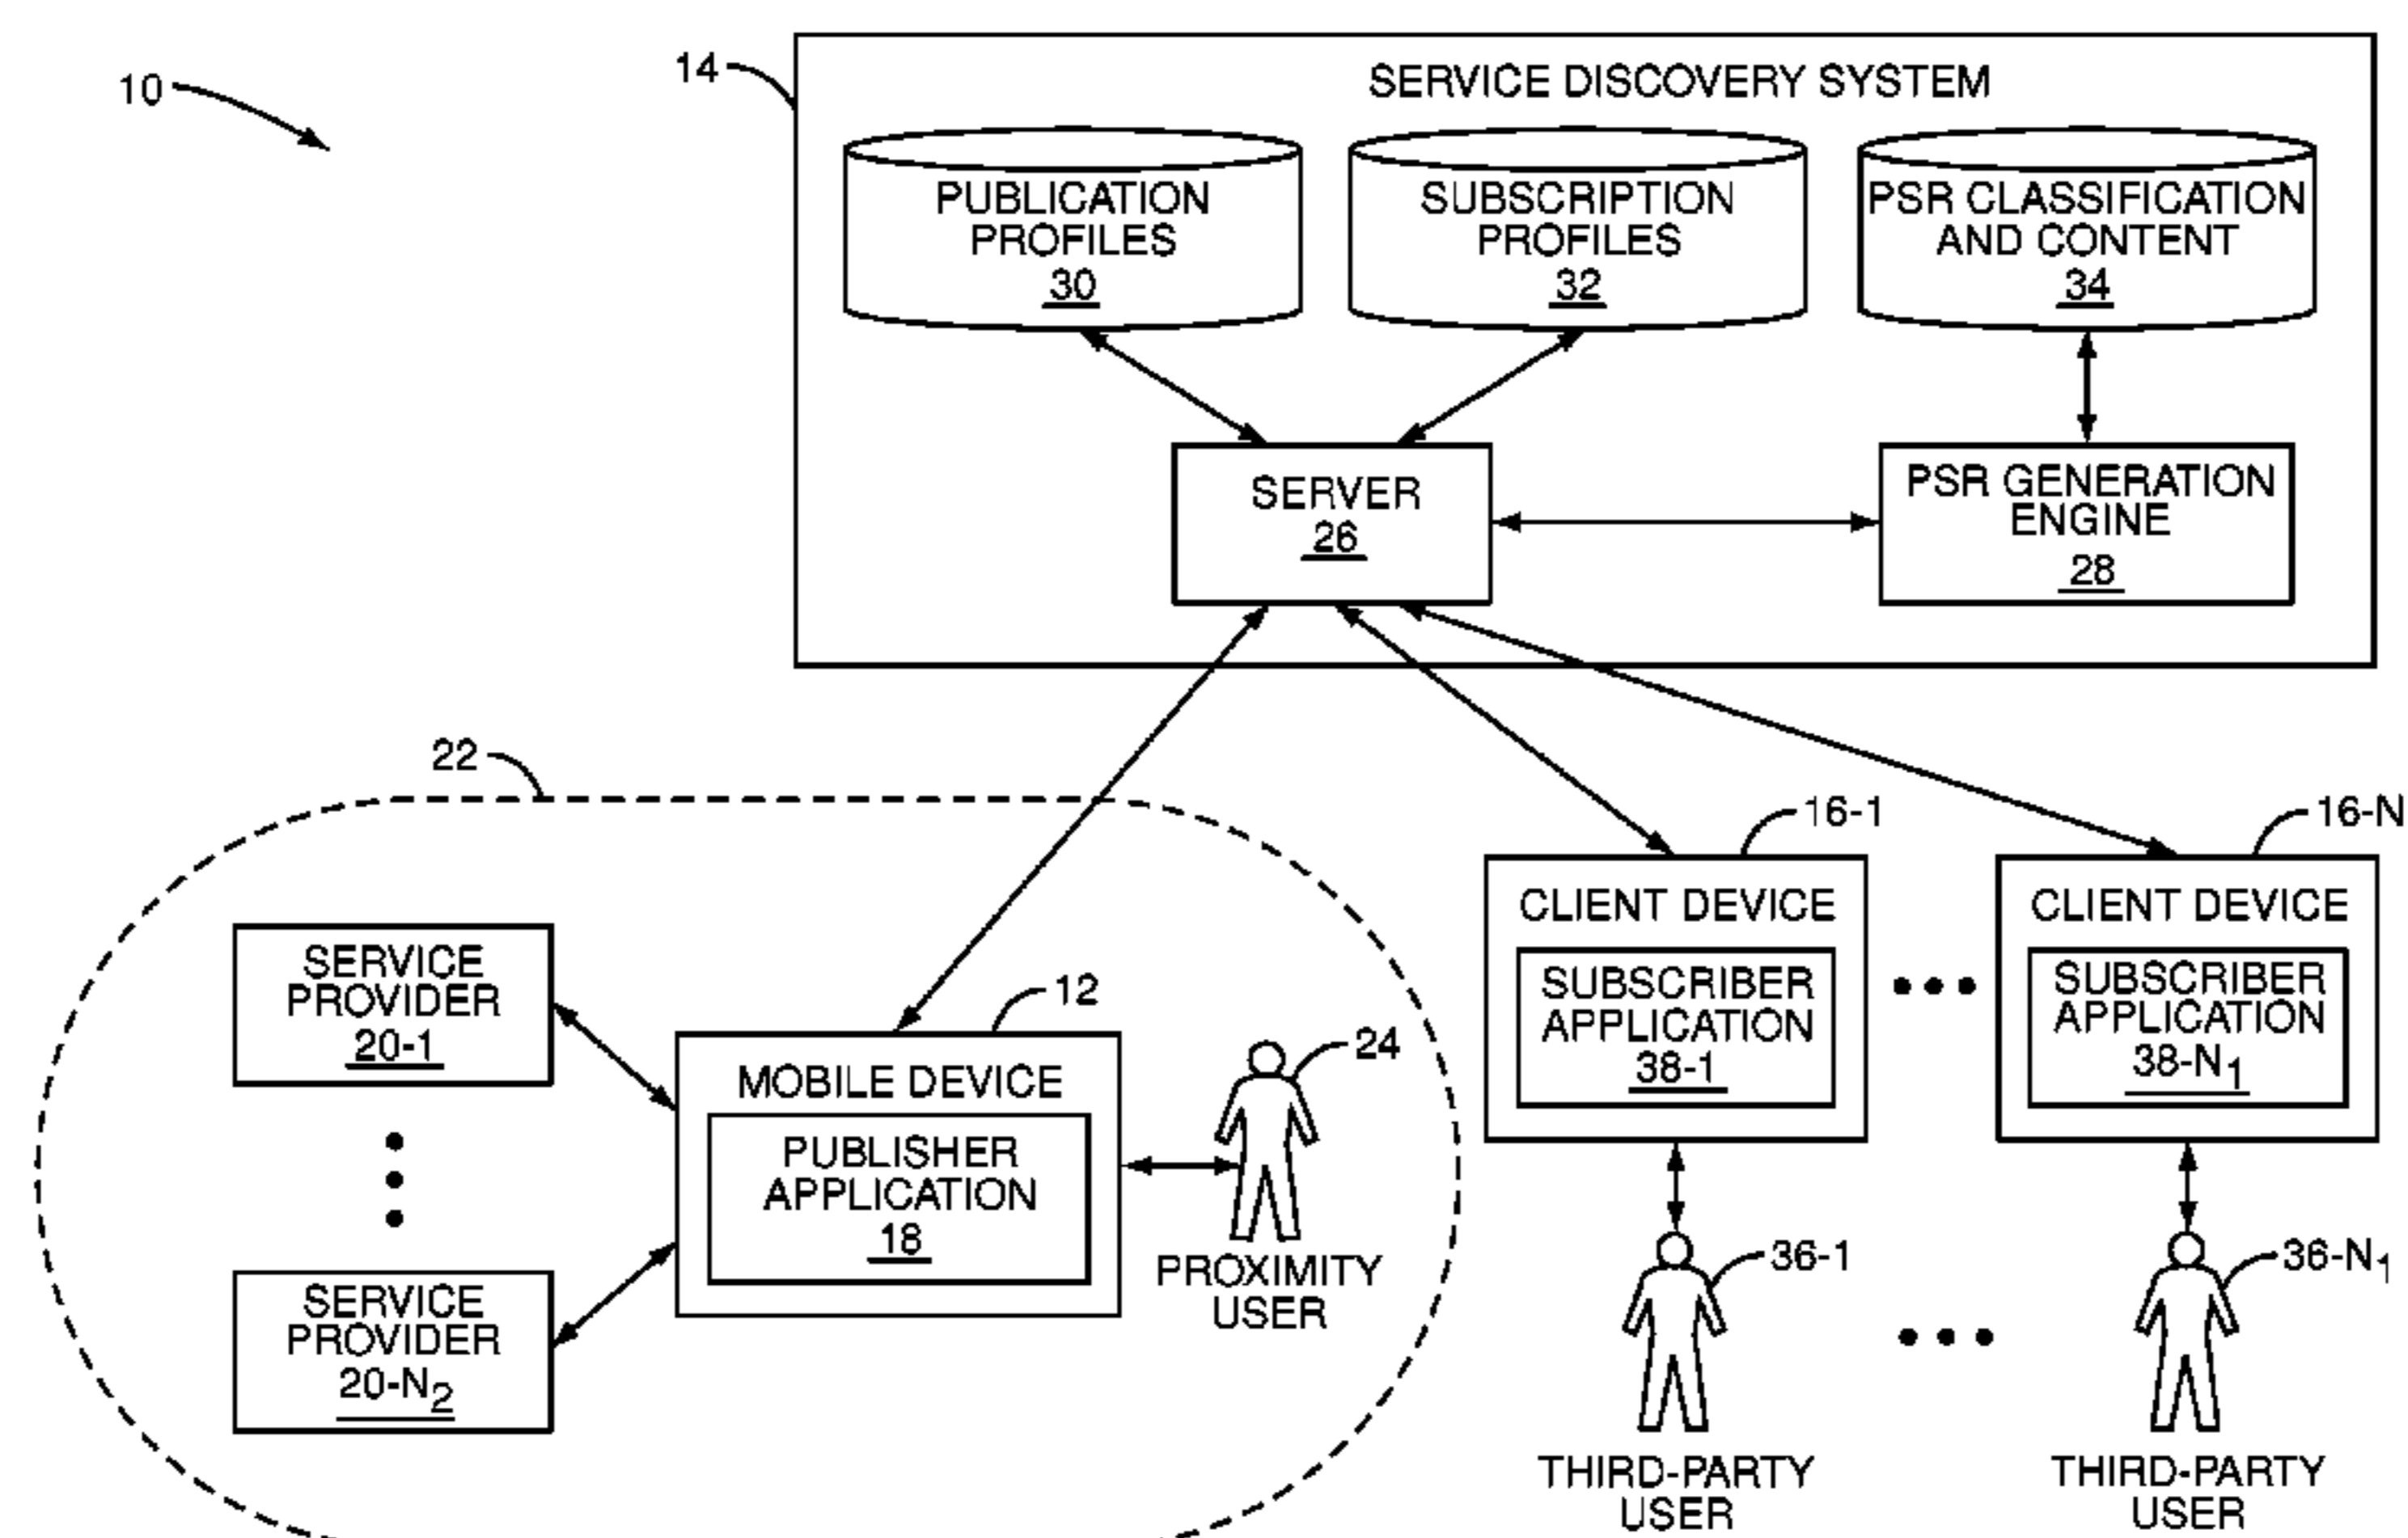 10
14
SERVICE DISCOVERY SYSTEM
PUBLICATION
PROFILES
30
SUBSCRIPTION
PROFILES
32
PSR CLASSIFICATION
AND CONTENT
34
SERVER
26
PSR GENERATION
ENGINE
28
22
16-1
16-N
SERVICE
PROVIDER
20-1
SERVICE
PROVIDER
20-N2
12
MOBILE DEVICE
PUBLISHER
APPLICATION
18
24
PROXIMITY
USER
CLIENT DEVICE
SUBSCRIBER
APPLICATION
38-1
CLIENT DEVICE
SUBSCRIBER
APPLICATION
38-N1
36-1
36-N1
THIRD-PARTY
USER
THIRD-PARTY
USER